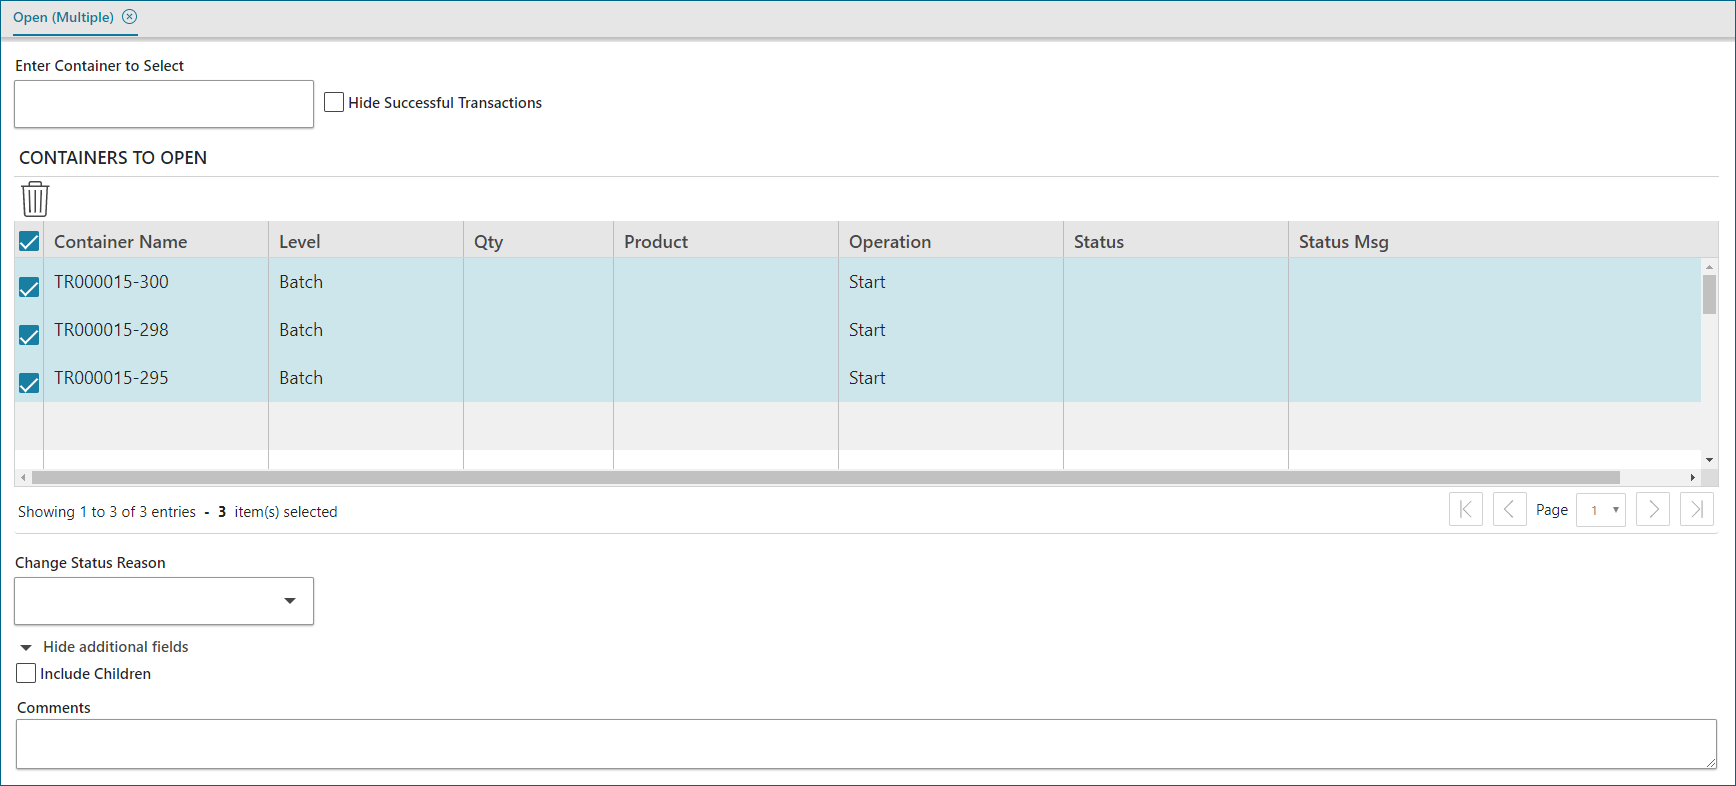 Open (Multiple)
Enter Container to Select
Hide Successful Transactions
CONTAINERS TO OPEN
Container Name Level Qty Product Operation Status Status Msg
TR000015-300 Batch Start
TR000015-298 Batch Start
TR000015-295 Batch Start
Showing 1 to 3 of 3 entries - 3 item(s) selected Page 1
Change Status Reason
Hide additional fields
Include Children
Comments